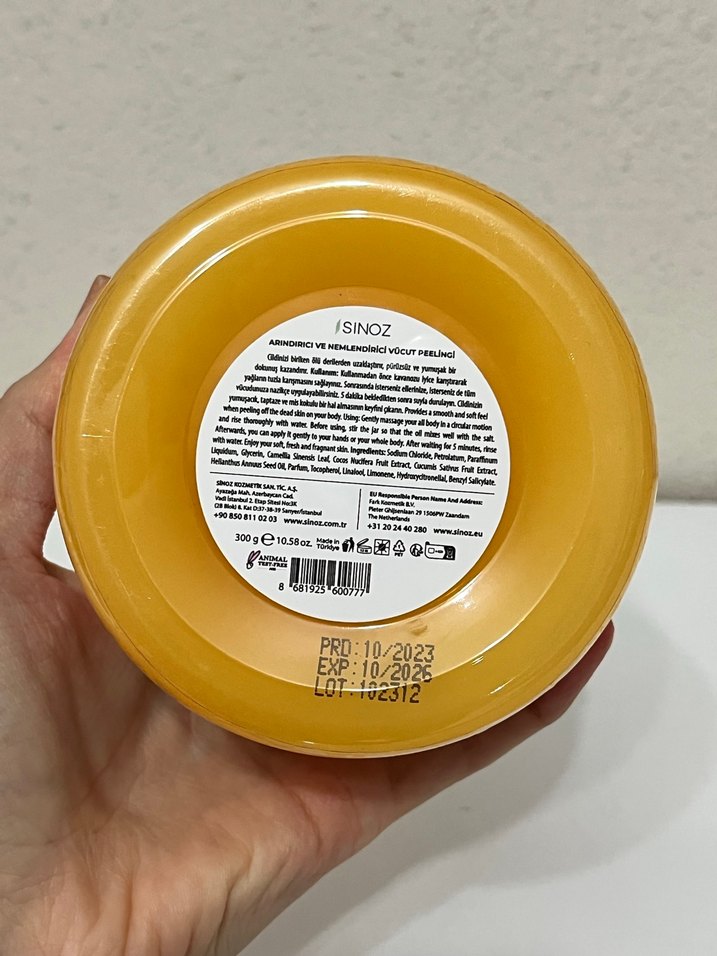 SINOZ
ARINDIRICI VE NEMLENDİRİCİ VÜCUT PEELİNGİ
Cildinizi biriken ölü derilerden uzaklaştırır, pürüzsüz ve yumuşak bir
dokunuş kazandırır. Kullanım: Kullanmadan önce kavanozu iyice karıştırarak
yağların tuzla karışmasını sağlayınız. Sonrasında isterseniz ellerinize, isterseniz de tüm
vücudunuza nazikçe uygulayabilirsiniz. 5 dakika bekledikten sonra suyla durulayın. Cildinizin
yumuşacık, taptaze ve mis kokulu bir hal almasının keyfini çıkarın. Provides a smooth and soft feel
when peeling off the dead skin on your body. Using: Gently massage your all body in a circular motion
and rise thoroughly with water. Before using, stir the jar so that the oil mixes well with the salt.
Afterwards, you can apply it gently to your hands or your whole body. After waiting for 5 minutes, rinse
with water. Enjoy your soft, fresh and fragnant skin. Ingredients: Sodium Chloride, Petrolatum, Paraffinum
Liquidum, Glycerin, Camellia Sinensis Leaf, Cocos Nucifera Fruit Extract, Cucumis Sativus Fruit Extract,
Helianthus Annuus Seed Oil, Parfum, Tocopherol, Linalool, Limonene, Hydroxycitronellal, Benzyl Salicylate.
SİNOZ KOZMETİK SAN. TİC. A.Ş.
Ayazağa Mah. Azerbaycan Cad.
Vadi İstanbul 2. Etap Sitesi No:3K
(2B Blok) İç Kat D:37-38-39 Sarıyer/İstanbul
+90 850 811 02 03 www.sinoz.com.tr
EU Responsible Person Name And Address:
Fark Kozmetik B.V.
Pieter Ghijsenlaan 29 1506PW Zaandam
The Netherlands
+31 20 24 40 280 www.sinoz.eu
300 g e 10.58oz. Made in
Türkiye
PET
ANIMAL
TEST-FREE
8 681925 600777
PRD:10/2023
EXP:10/2026
LOT:102312